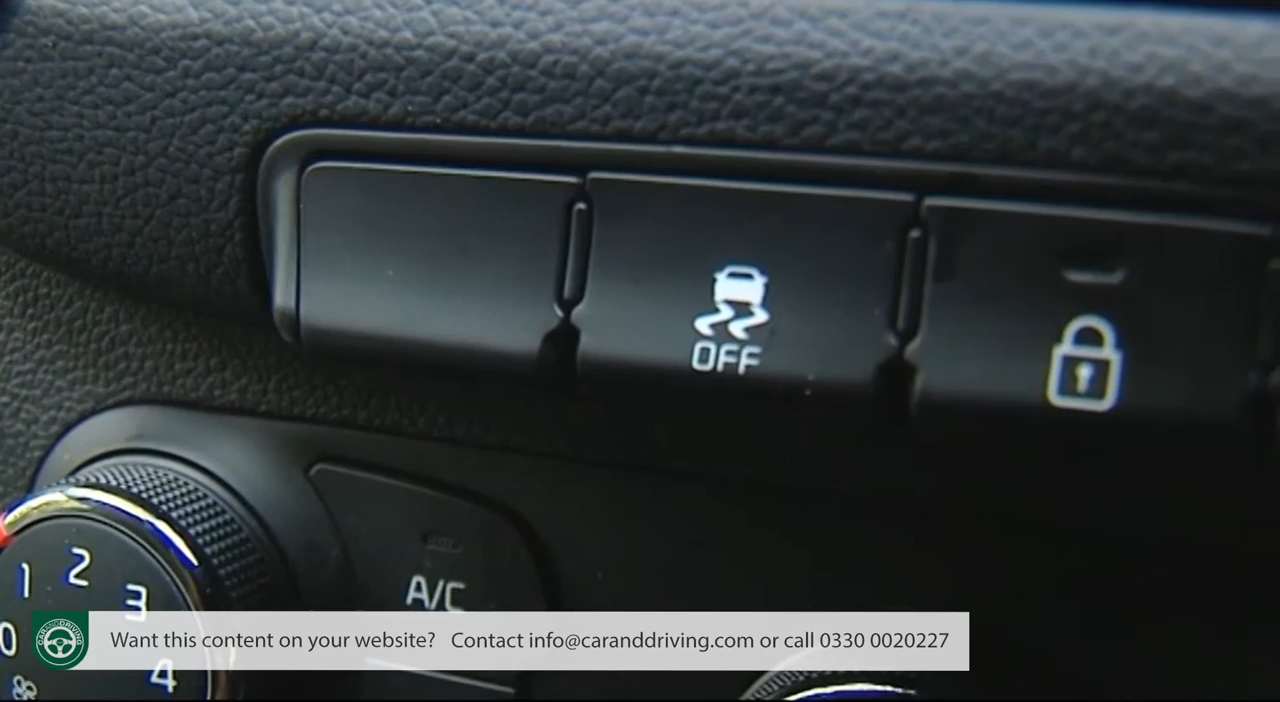 OFF
A/C
1
2
3
0
4
CARANDDRIVING
Want this content on your website? Contact info@caranddriving.com or call 0330 0020227